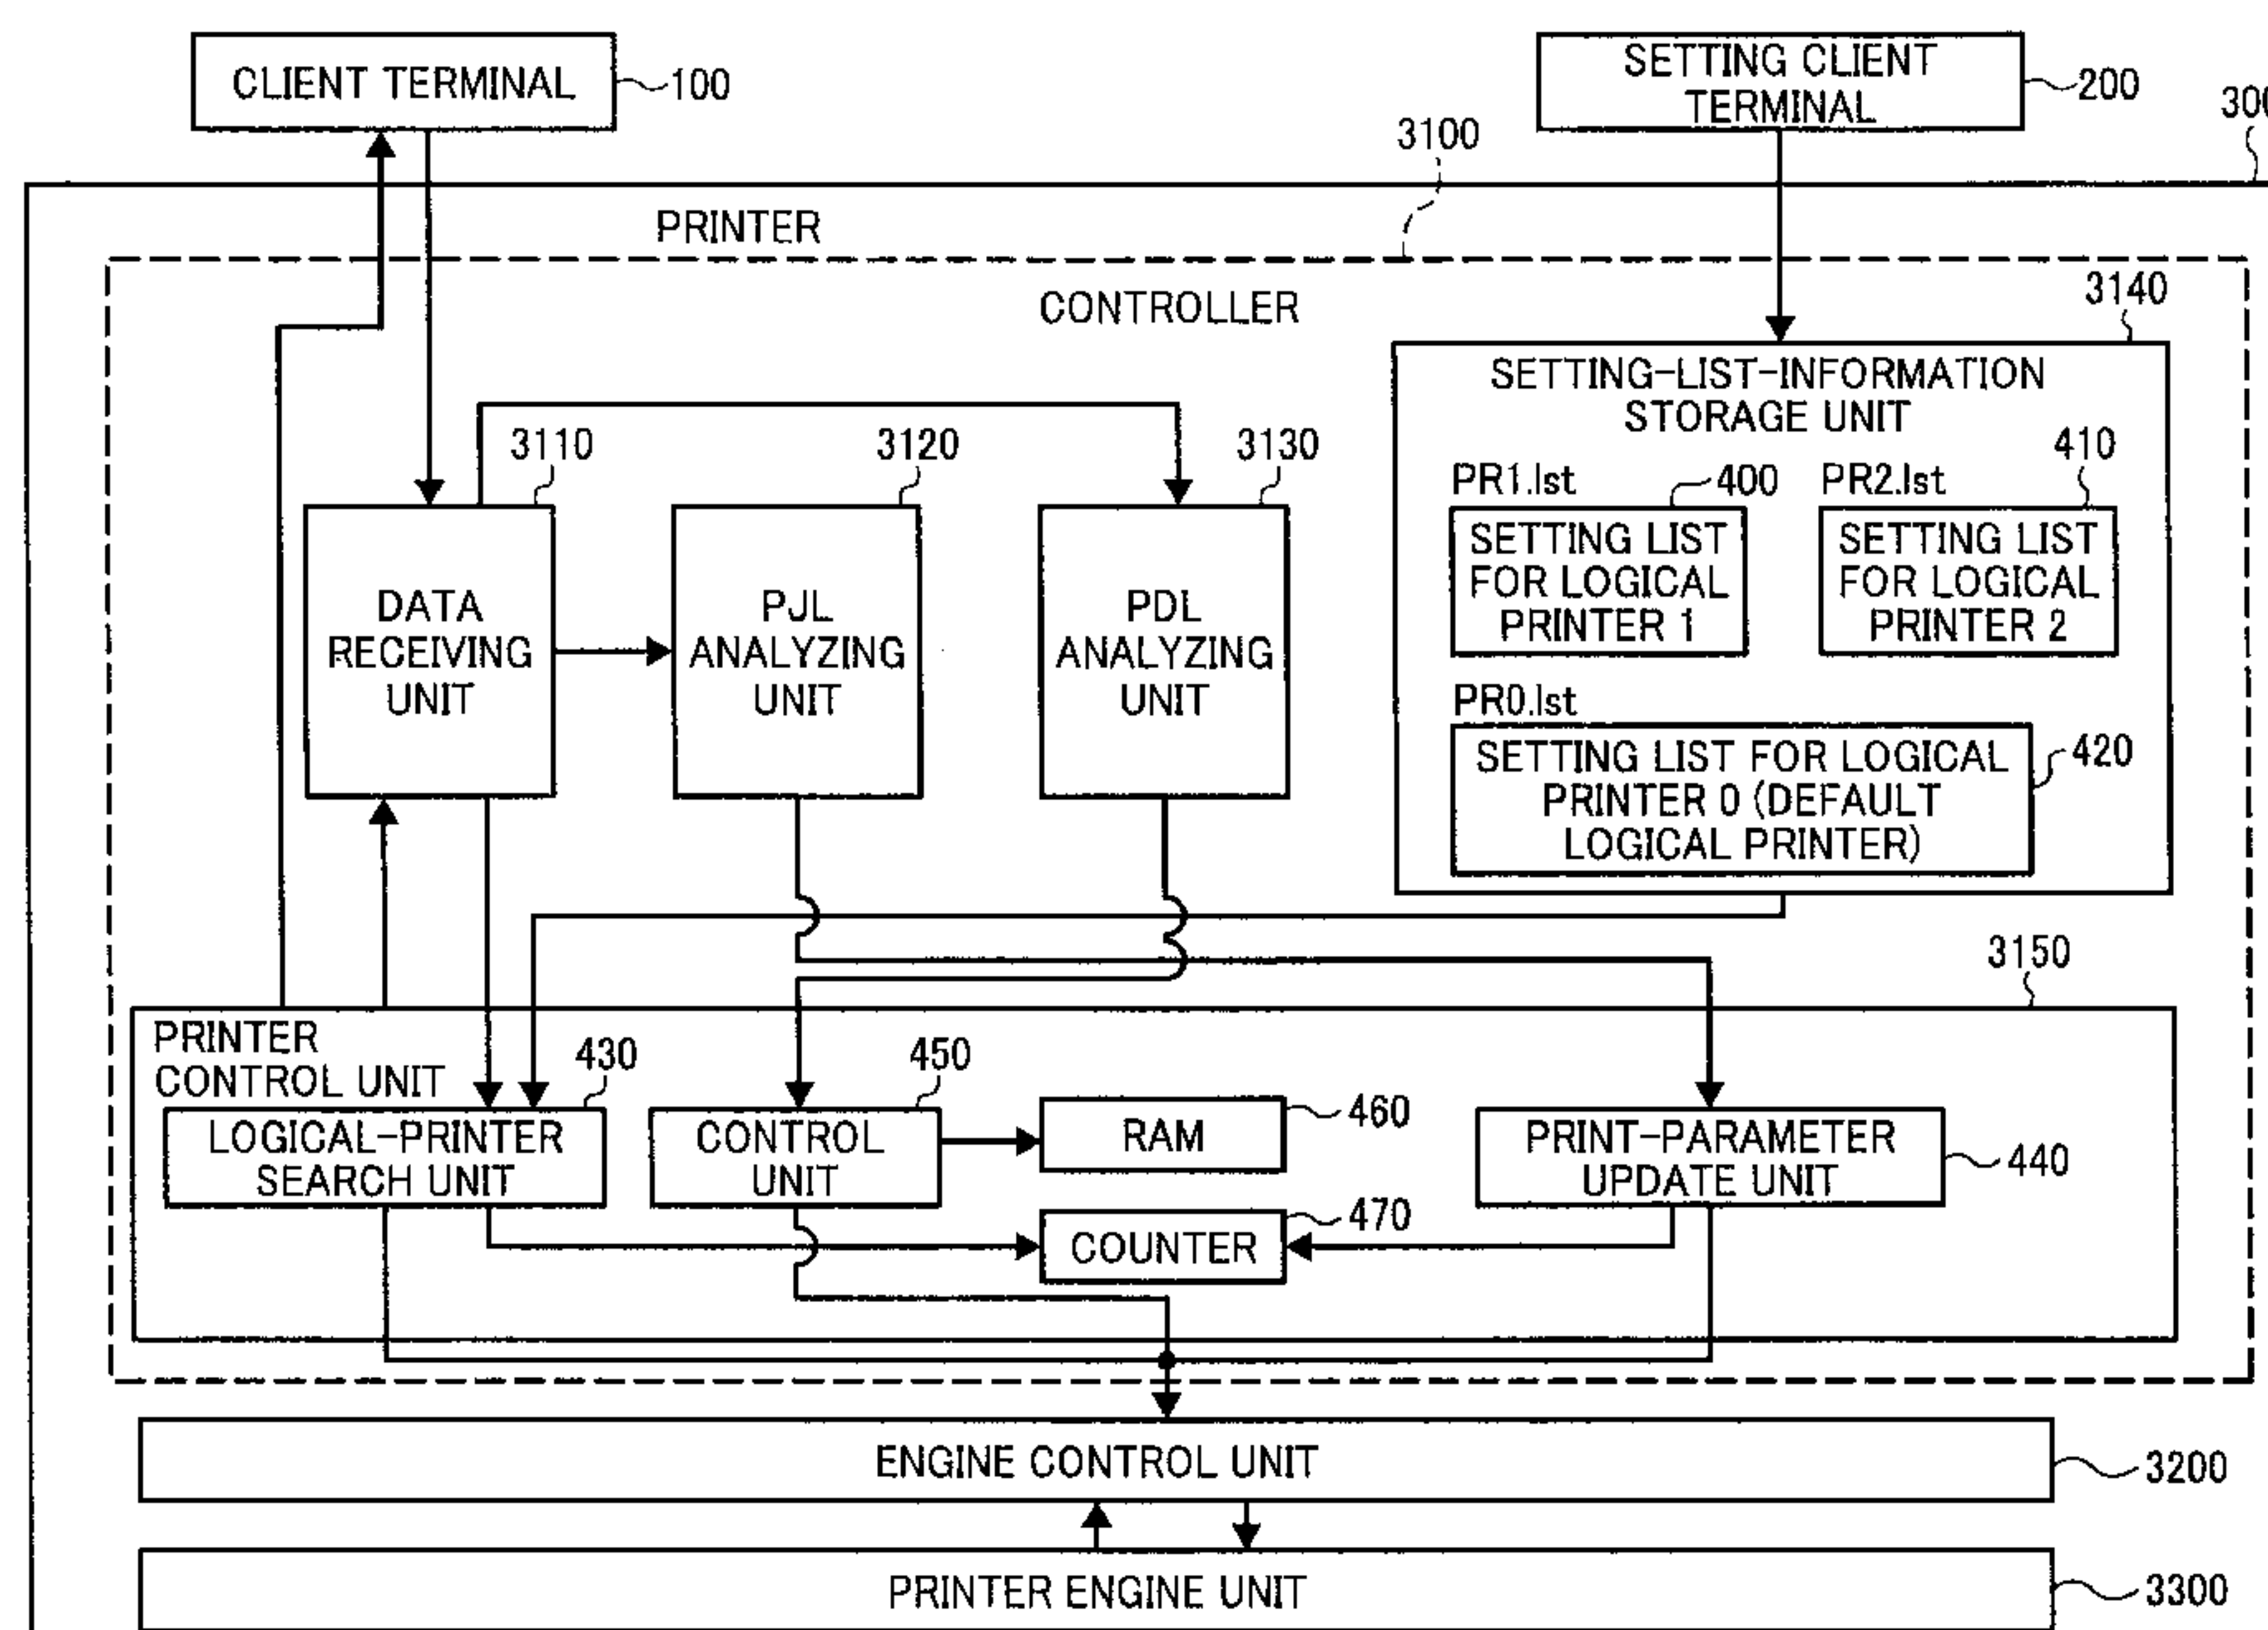 CLIENT TERMINAL
100
SETTING CLIENT
TERMINAL
200
300
3100
PRINTER
CONTROLLER
3140
SETTING-LIST-INFORMATION
STORAGE UNIT
3110
3120
3130
410
PR1.lst
400
PR2.lst
DATA
RECEIVING
UNIT
PJL
ANALYZING
UNIT
PDL
ANALYZING
UNIT
SETTING LIST
FOR LOGICAL
PRINTER 1
SETTING LIST
FOR LOGICAL
PRINTER 2
PR0.lst
SETTING LIST FOR LOGICAL
PRINTER 0 (DEFAULT
LOGICAL PRINTER)
420
3150
PRINTER
CONTROL UNIT
430
450
LOGICAL-PRINTER
SEARCH UNIT
CONTROL
UNIT
RAM
460
PRINT-PARAMETER
UPDATE UNIT
440
COUNTER
470
ENGINE CONTROL UNIT
3200
PRINTER ENGINE UNIT
3300